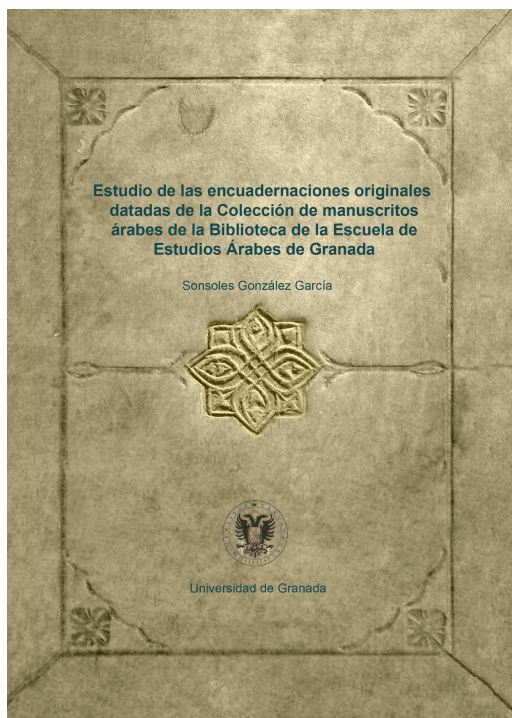 Estudio de las encuadernaciones originales
datadas de la Colección de manuscritos
árabes de la Biblioteca de la Escuela de
Estudios Árabes de Granada
Sonsoles González García
Universidad de Granada